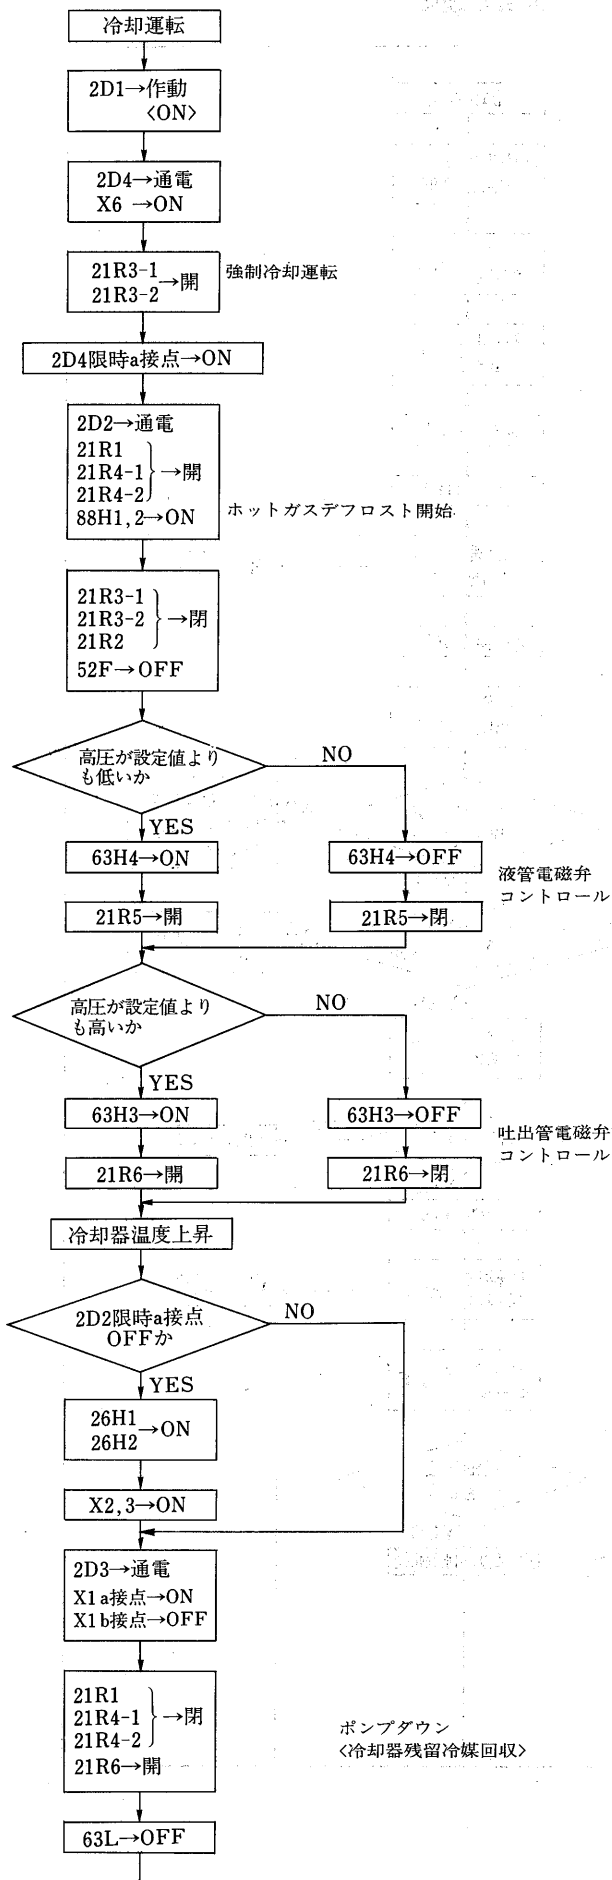 冷却運転
2D1→作動
<ON>
2D4→通電
X6 →ON
21R3-1
21R3-2
→開
強制冷却運転
2D4限時a接点→ON
2D2→通電
21R1
21R4-1
21R4-2
→開
88H1,2→ON
ホットガスデフロスト開始
21R3-1
21R3-2
21R2
→閉
52F→OFF
高圧が設定値より
も低いか
NO
YES
63H4→ON
63H4→OFF
液管電磁弁
コントロール
21R5→開
21R5→閉
高圧が設定値より
も高いか
NO
YES
63H3→ON
63H3→OFF
吐出管電磁弁
コントロール
21R6→開
21R6→閉
冷却器温度上昇
2D2限時a接点
OFFか
NO
YES
26H1
26H2
→ON
X2,3→ON
2D3→通電
X1a接点→ON
X1b接点→OFF
21R1
21R4-1
21R4-2
→閉
21R6→開
ポンプダウン
<冷却器残留冷媒回収>
63L→OFF